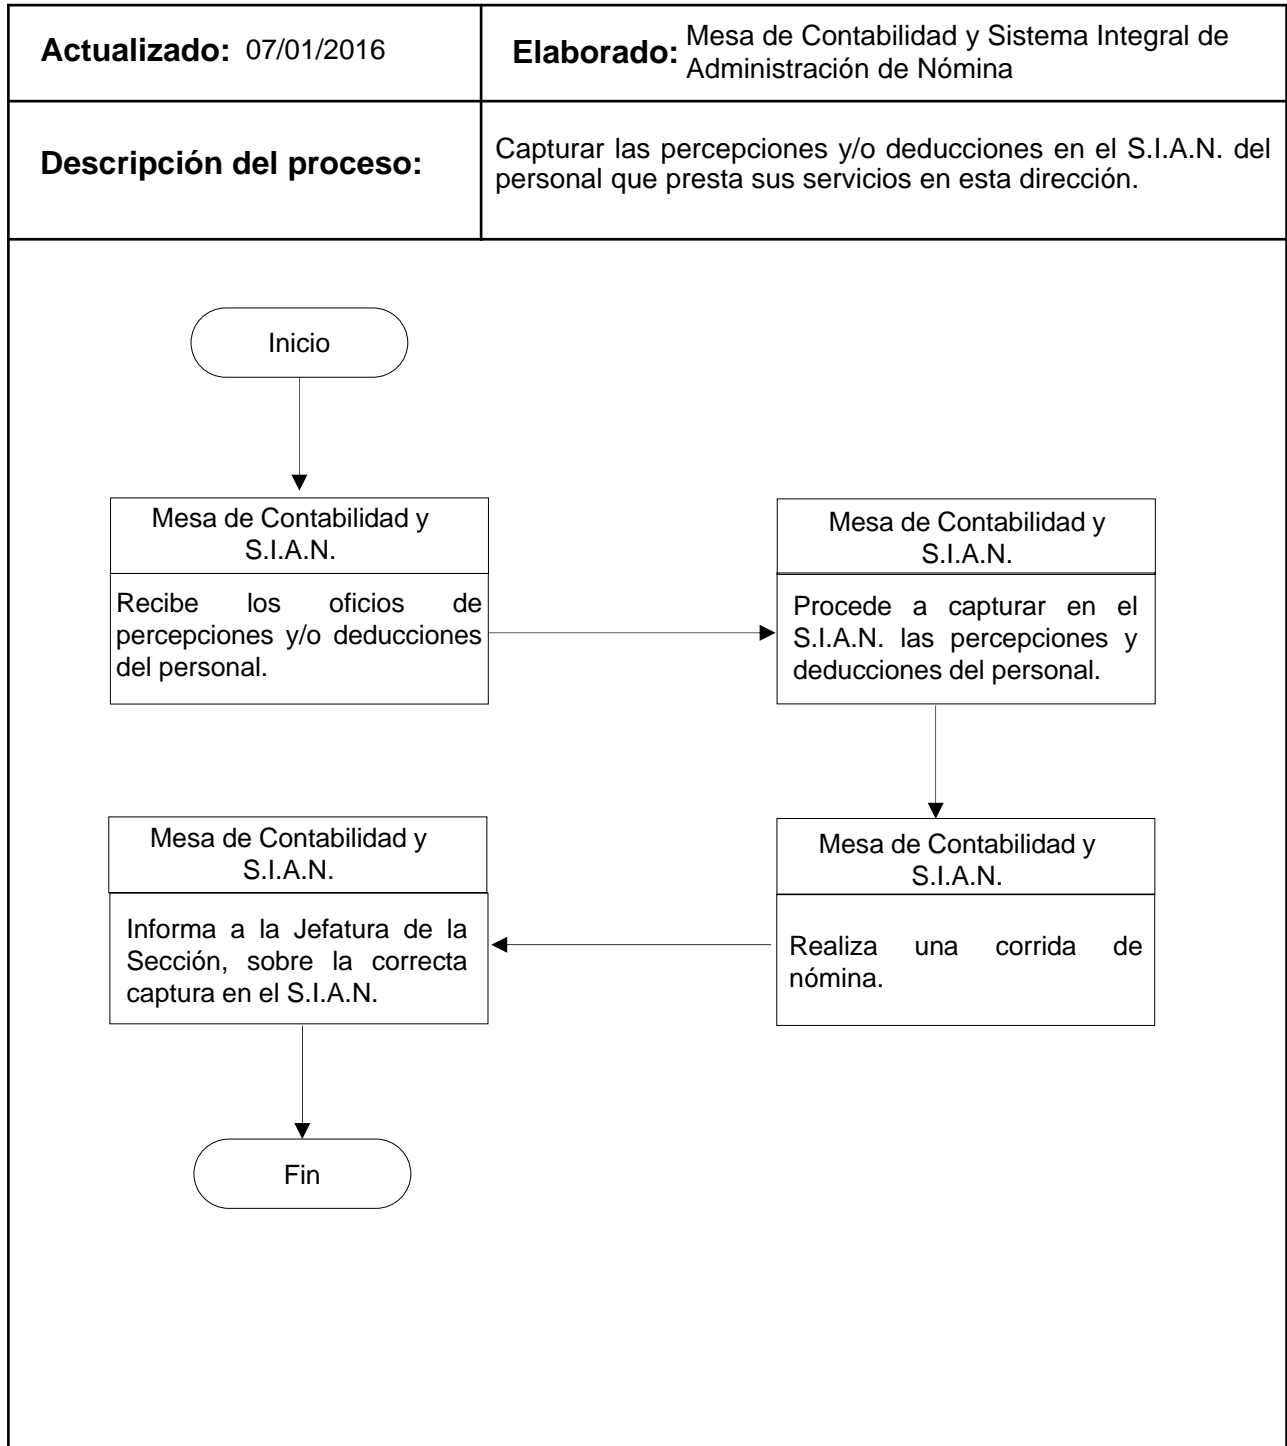 Actualizado: 07/01/2016
Elaborado: Mesa de Contabilidad y Sistema Integral de
Administración de Nómina
Descripción del proceso:
Capturar las percepciones y/o deducciones en el S.I.A.N. del
personal que presta sus servicios en esta dirección.
Inicio
Mesa de Contabilidad y
S.I.A.N.
Recibe los oficios de
percepciones y/o deducciones
del personal.
Mesa de Contabilidad y
S.I.A.N.
Procede a capturar en el
S.I.A.N. las percepciones y
deducciones del personal.
Mesa de Contabilidad y
S.I.A.N.
Realiza una corrida de
nómina.
Mesa de Contabilidad y
S.I.A.N.
Informa a la Jefatura de la
Sección, sobre la correcta
captura en el S.I.A.N.
Fin